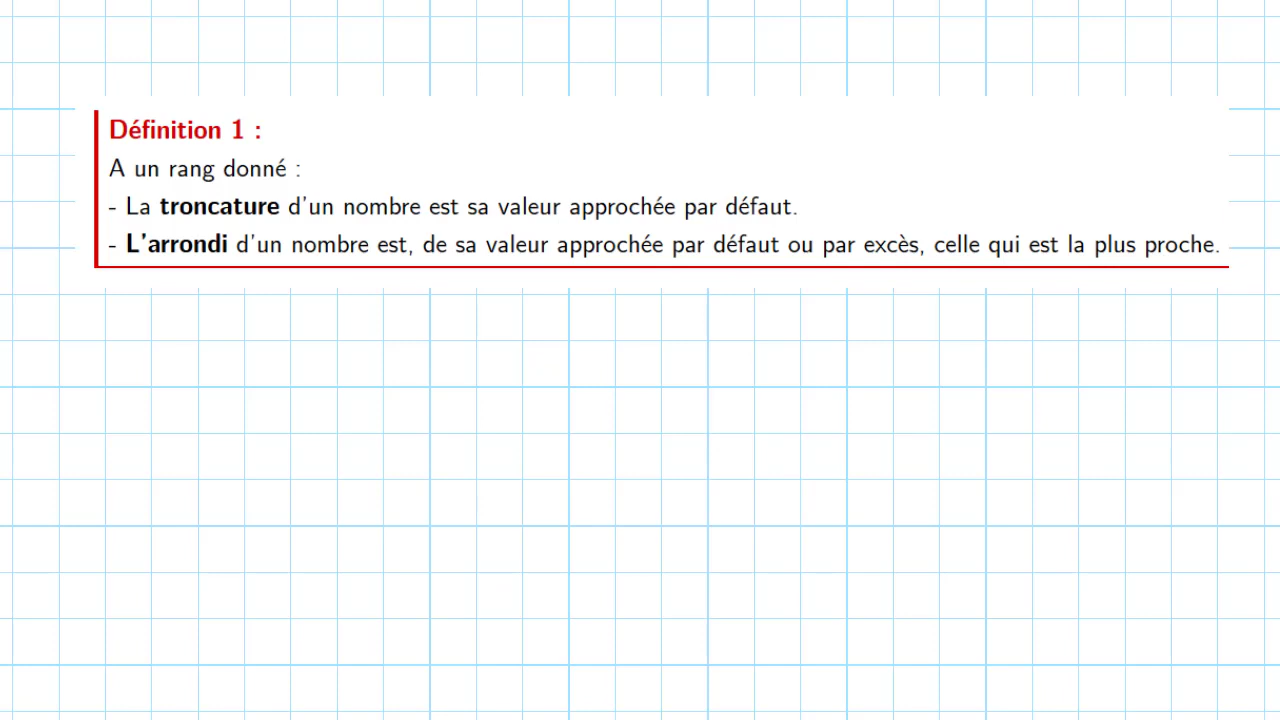 Définition 1 :
A un rang donné :
- La troncature d'un nombre est sa valeur approchée par défaut.
- L'arrondi d'un nombre est, de sa valeur approchée par défaut ou par excès, celle qui est la plus proche.